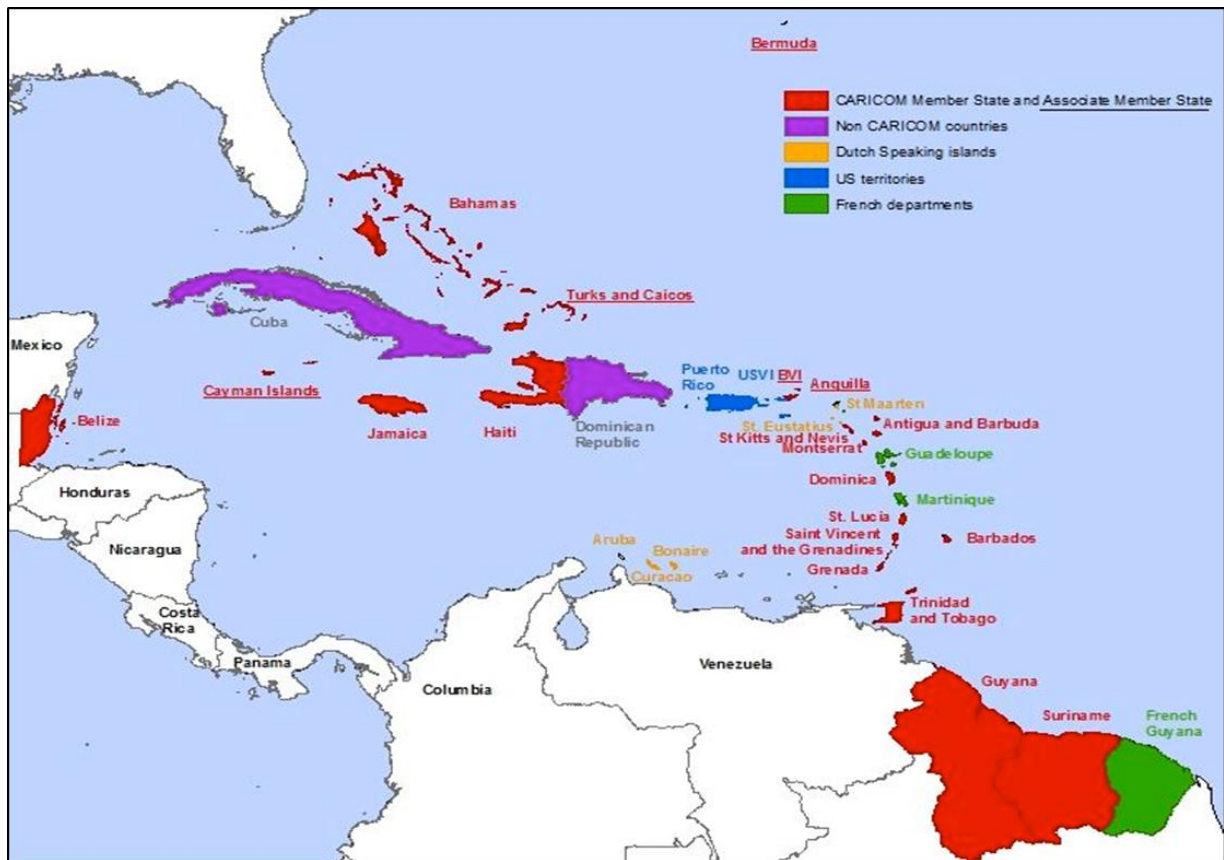 Bermuda
CARICOM Member State and Associate Member State
Non CARICOM countries
Dutch Speaking islands
US territories
French departments
Bahamas
Turks and Caicos
Cuba
Mexico
Cayman Islands
Belize
Jamaica
Haiti
Dominican
Republic
Puerto
Rico
USVI
BVI
Anquilla
St Maarten
St. Eustatius
St Kitts and Nevis
Antigua and Barbuda
Montserrat
Guadeloupe
Dominica
Martinique
St. Lucia
Saint Vincent
and the Grenadines
Barbados
Grenada
Aruba
Bonaire
Curacao
Trinidad
and Tobago
Honduras
Nicaragua
Costa
Rica
Panama
Columbia
Venezuela
Guyana
Suriname
French
Guyana